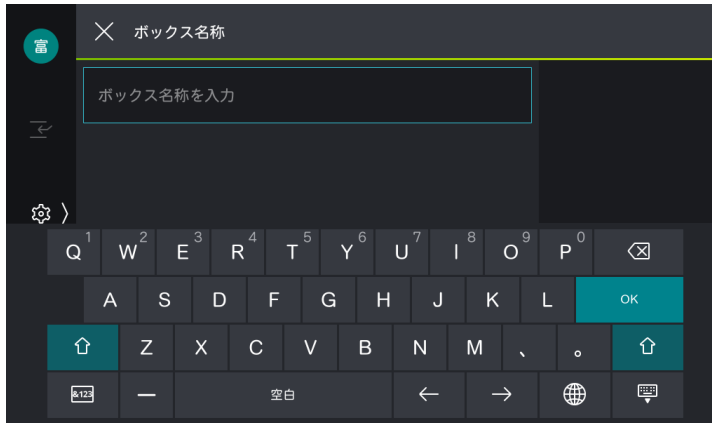 富
ボックス名称
ボックス名称を入力
Q 1 W 2 E 3 R 4 T 5 Y 6 U 7 I 8 O 9 P 0
A S D F G H J K L OK
Z X C V B N M 、 。
&123 ー 空白